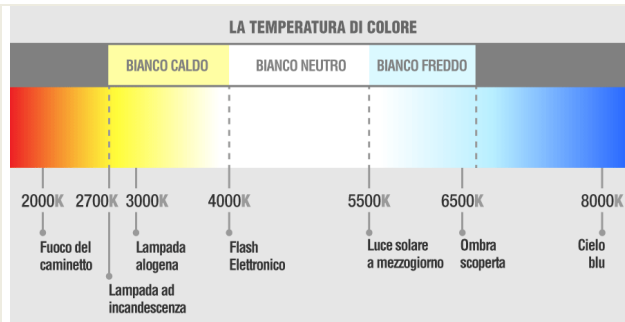 LA TEMPERATURA DI COLORE
BIANCO CALDO
BIANCO NEUTRO
BIANCO FREDDO
2000K
2700K
3000K
4000K
5500K
6500K
8000K
Fuoco del
caminetto
Lampada ad
incandescenza
Lampada
alogena
Flash
Elettronico
Luce solare
a mezzogiorno
Ombra
scoperta
Cielo
blu